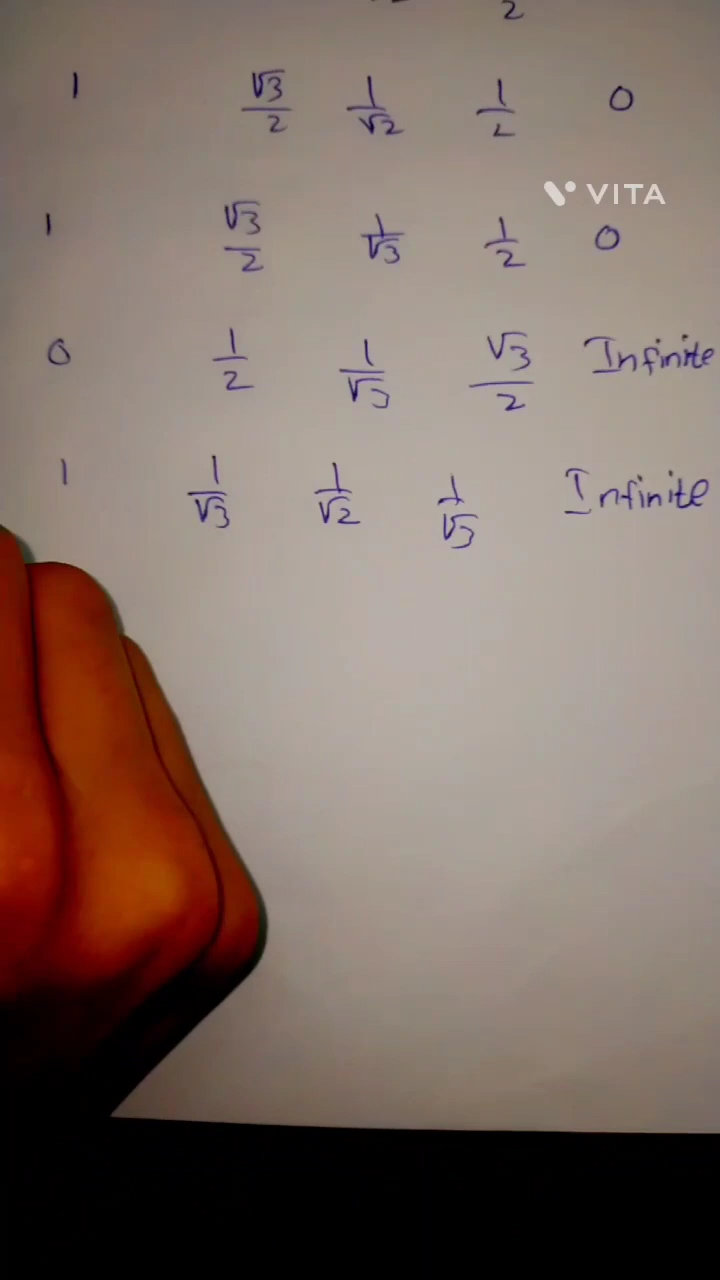 2
1 √3/2 1/√2 1/2 0
VITA
1 √3/2 1/√3 1/2 0
0 1/2 1/√3 √3/2 Infinite
1 1/√3 1/√2 1/√3 Infinite